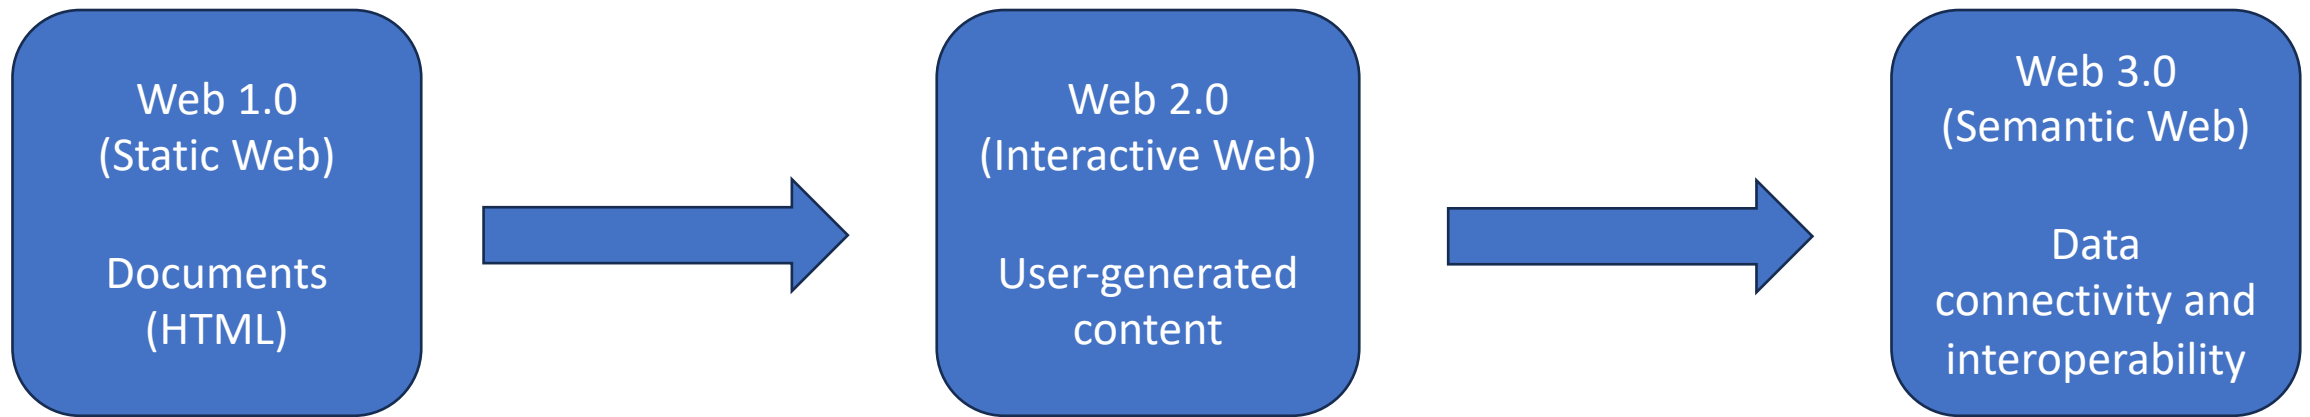 Web 1.0
(Static Web)
Documents
(HTML)
Web 2.0
(Interactive Web)
User-generated
content
Web 3.0
(Semantic Web)
Data
connectivity and
interoperability